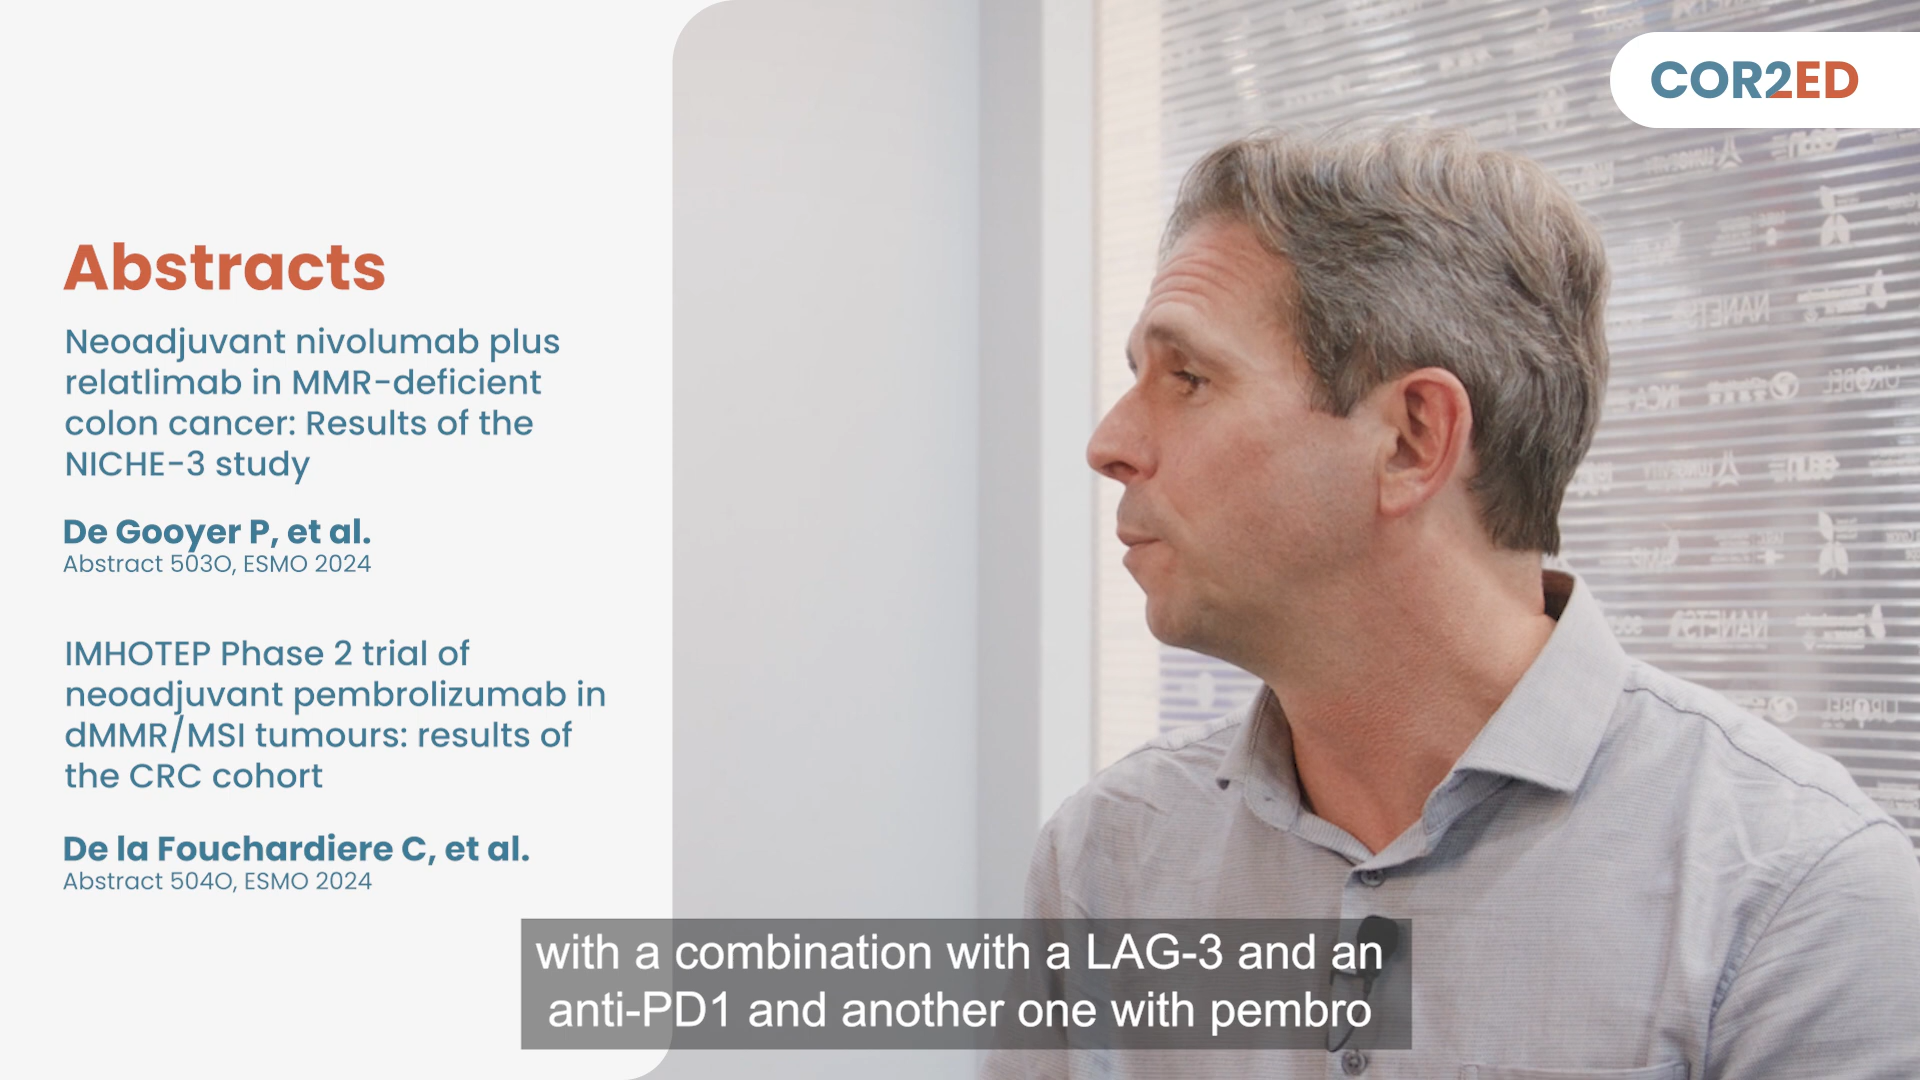 COR2ED
Abstracts
Neoadjuvant nivolumab plus
relatlimab in MMR-deficient
colon cancer: Results of the
NICHE-3 study
De Gooyer P, et al.
Abstract 503O, ESMO 2024
IMHOTEP Phase 2 trial of
neoadjuvant pembrolizumab in
dMMR/MSI tumours: results of
the CRC cohort
De la Fouchardiere C, et al.
Abstract 504O, ESMO 2024
with a combination with a LAG-3 and an
anti-PD1 and another one with pembro